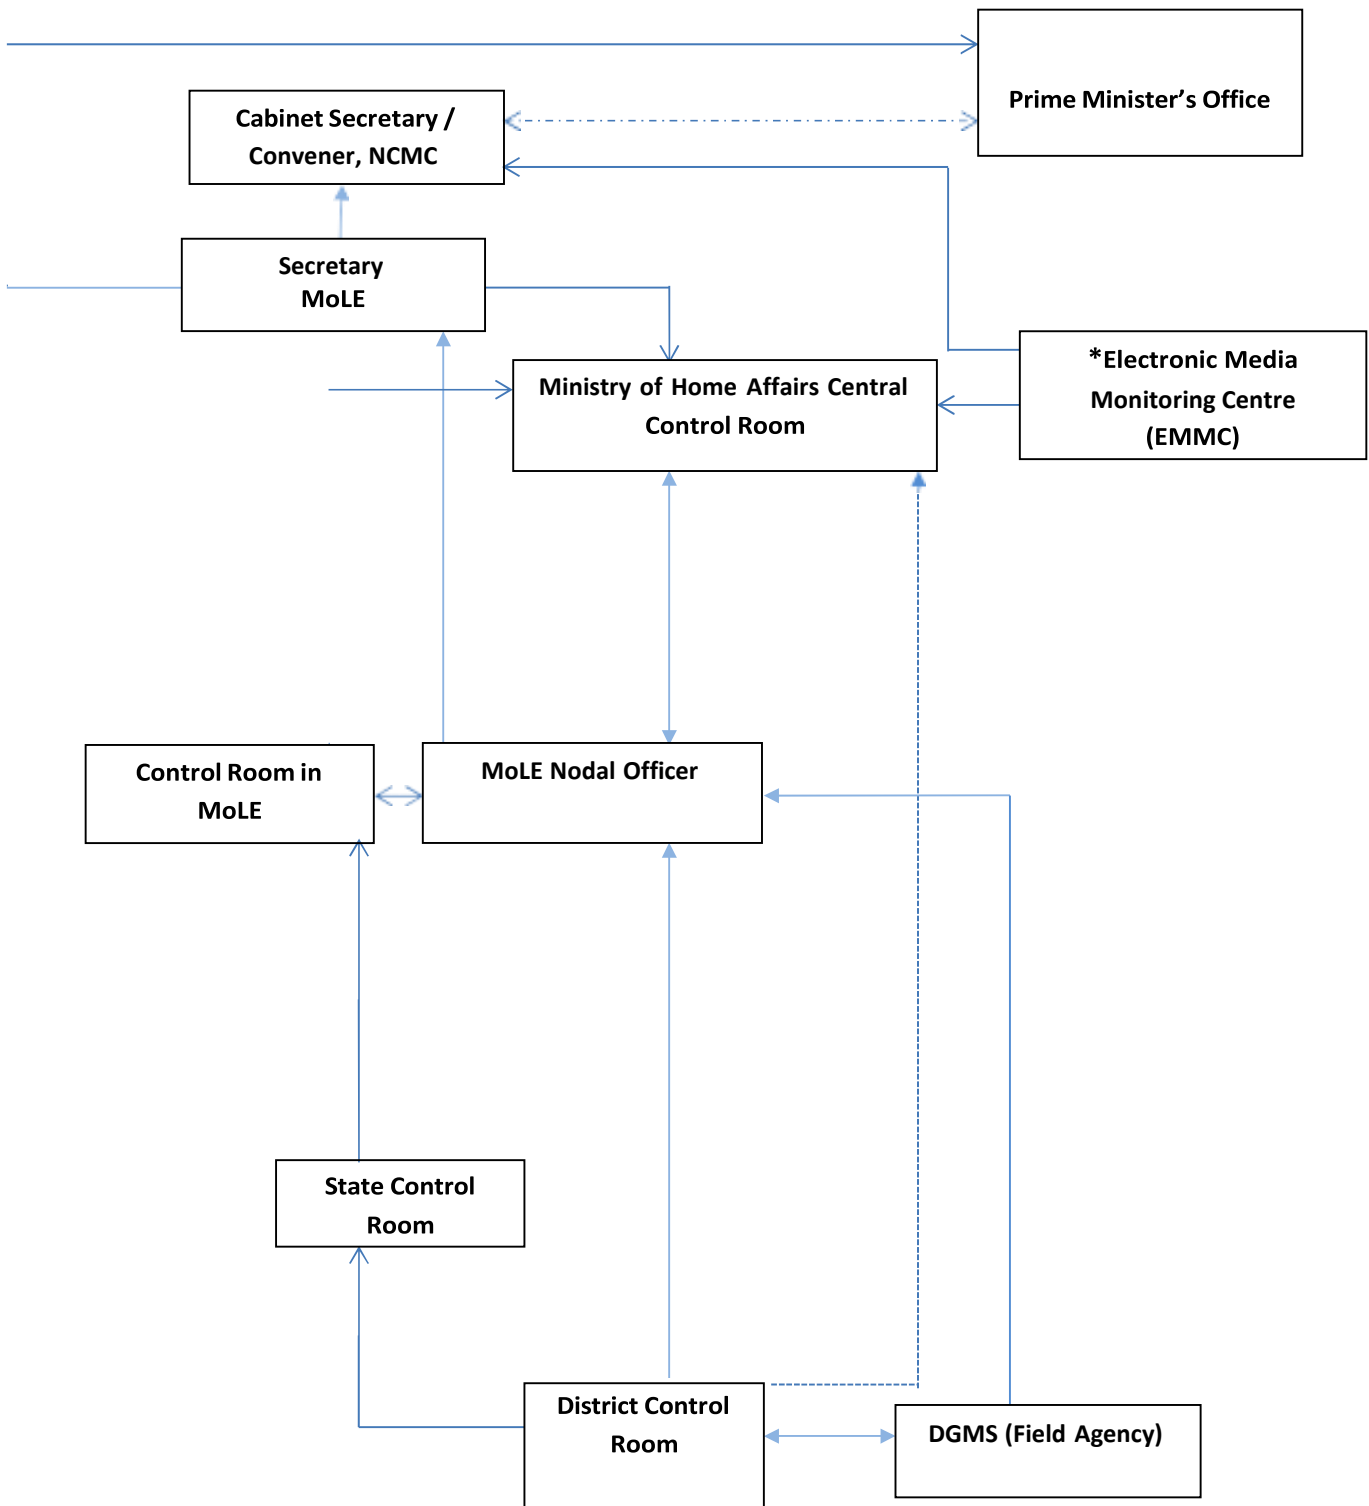 Prime Minister’s Office
Cabinet Secretary /
Convener, NCMC
Secretary
MoLE
*Electronic Media
Monitoring Centre
(EMMC)
Ministry of Home Affairs Central
Control Room
Control Room in
MoLE
MoLE Nodal Officer
State Control
Room
District Control
Room
DGMS (Field Agency)